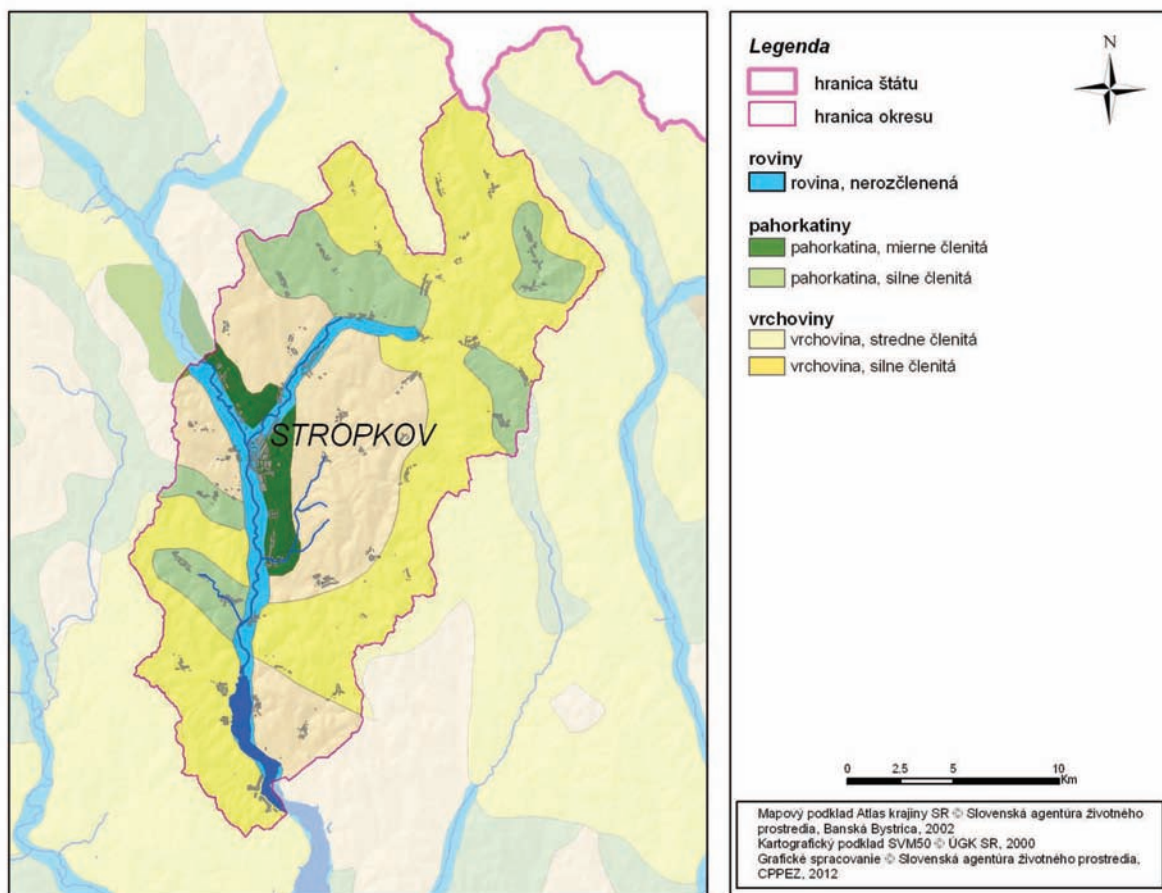 STROPKOV
Legenda
hranica štátu
hranica okresu
roviny
rovina, nerozčlenená
pahorkatiny
pahorkatina, mierne členitá
pahorkatina, silne členitá
vrchoviny
vrchovina, stredne členitá
vrchovina, silne členitá
N
0 2.5 5 10
Km
Mapový podklad Atlas krajiny SR © Slovenská agentúra životného
prostredia, Banská Bystrica, 2002
Kartografický podklad SVM50 © ÚGK SR, 2000
Grafické spracovanie © Slovenská agentúra životného prostredia,
CPPEZ, 2012